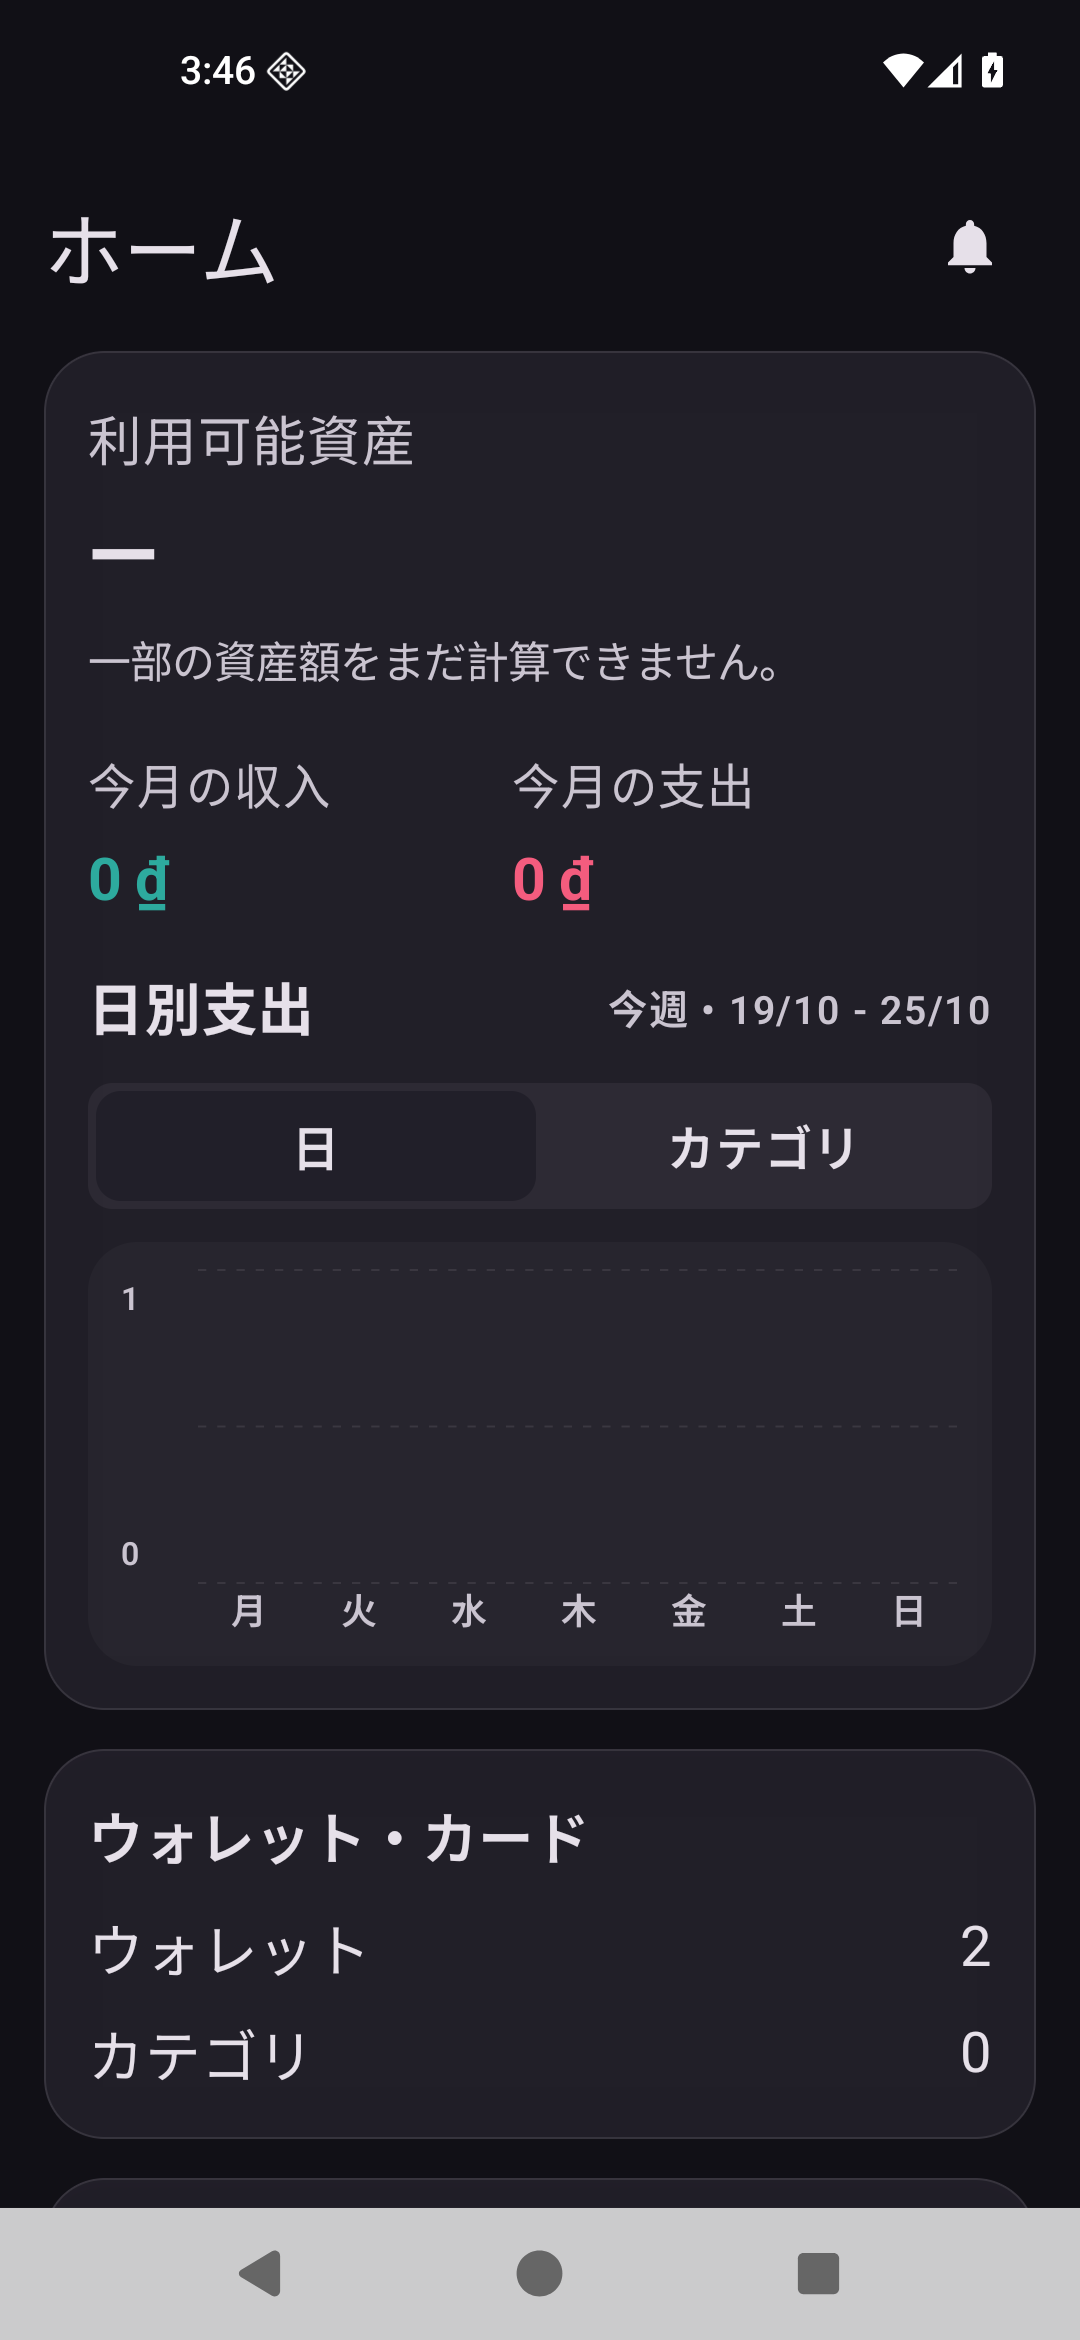 3:46
ホーム
利用可能資産
—
一部の資産額をまだ計算できません。
今月の収入 今月の支出
0 ₫ 0 ₫
日別支出 今週・19/10 - 25/10
日 カテゴリ
1
0
月 火 水 木 金 土 日
ウォレット・カード
ウォレット 2
カテゴリ 0